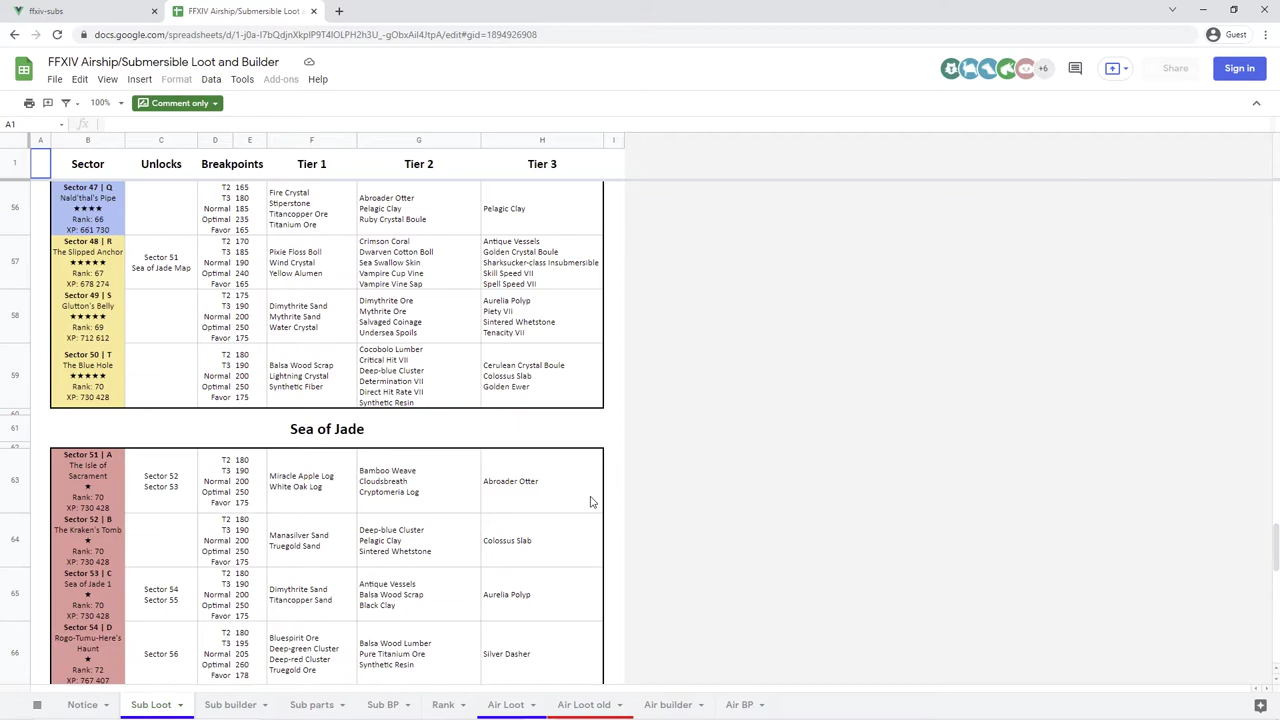 ffxiv-subs
FFXIV Airship/Submersible Loot and Builder
docs.google.com/spreadsheets/d/1-j0a-I7bQdjnXkpIP9T4IOLPH2h3U_-gObxAil4JtpA/edit#gid=1894926908
Guest
FFXIV Airship/Submersible Loot and Builder
File Edit View Insert Format Data Tools Add-ons Help
+6
Share
Sign in
100%
Comment only
A1
fx
A B C D E F G H I
1 Sector Unlocks Breakpoints Tier 1 Tier 2 Tier 3
56
Sector 47 | Q
Nald'thal's Pipe
★★★★
Rank: 66
XP: 661 730
T2 165
T3 180
Normal 185
Optimal 235
Favor 165
Fire Crystal
Stiperstone
Titancopper Ore
Titanium Ore
Abroader Otter
Pelagic Clay
Ruby Crystal Boule
Pelagic Clay
57
Sector 48 | R
The Slipped Anchor
★★★★★
Rank: 67
XP: 678 274
Sector 51
Sea of Jade Map
T2 170
T3 185
Normal 190
Optimal 240
Favor 165
Pixie Floss Boll
Wind Crystal
Yellow Alumen
Crimson Coral
Dwarven Cotton Boll
Sea Swallow Skin
Vampire Cup Vine
Vampire Vine Sap
Antique Vessels
Golden Crystal Boule
Sharksucker-class Insubmersible
Skill Speed VII
Spell Speed VII
58
Sector 49 | S
Glutton's Belly
★★★★★
Rank: 69
XP: 712 612
T2 175
T3 190
Normal 200
Optimal 250
Favor 175
Dimythrite Sand
Mythrite Sand
Water Crystal
Dimythrite Ore
Mythrite Ore
Salvaged Coinage
Undersea Spoils
Aurelia Polyp
Piety VII
Sintered Whetstone
Tenacity VII
59
Sector 50 | T
The Blue Hole
★★★★★
Rank: 70
XP: 730 428
T2 180
T3 190
Normal 200
Optimal 250
Favor 175
Balsa Wood Scrap
Lightning Crystal
Synthetic Fiber
Cocobolo Lumber
Critical Hit VII
Deep-blue Cluster
Determination VII
Direct Hit Rate VII
Synthetic Resin
Cerulean Crystal Boule
Colossus Slab
Golden Ewer
60
61
Sea of Jade
62
63
Sector 51 | A
The Isle of
Sacrament
★
Rank: 70
XP: 730 428
Sector 52
Sector 53
T2 180
T3 190
Normal 200
Optimal 250
Favor 175
Miracle Apple Log
White Oak Log
Bamboo Weave
Cloudsbreath
Cryptomeria Log
Abroader Otter
64
Sector 52 | B
The Kraken's Tomb
★
Rank: 70
XP: 730 428
T2 180
T3 190
Normal 200
Optimal 250
Favor 175
Manasilver Sand
Truegold Sand
Deep-blue Cluster
Pelagic Clay
Sintered Whetstone
Colossus Slab
65
Sector 53 | C
Sea of Jade 1
★
Rank: 70
XP: 730 428
Sector 54
Sector 55
T2 180
T3 190
Normal 200
Optimal 250
Favor 175
Dimythrite Sand
Titancopper Sand
Antique Vessels
Balsa Wood Scrap
Black Clay
Aurelia Polyp
66
Sector 54 | D
Rogo-Tumu-Here's
Haunt
★
Rank: 72
XP: 767 407
Sector 56
T2 180
T3 195
Normal 205
Optimal 260
Favor 178
Bluespirit Ore
Deep-green Cluster
Deep-red Cluster
Truegold Ore
Balsa Wood Lumber
Pure Titanium Ore
Synthetic Resin
Silver Dasher
Notice Sub Loot Sub builder Sub parts Sub BP Rank Air Loot Air Loot old Air builder Air BP